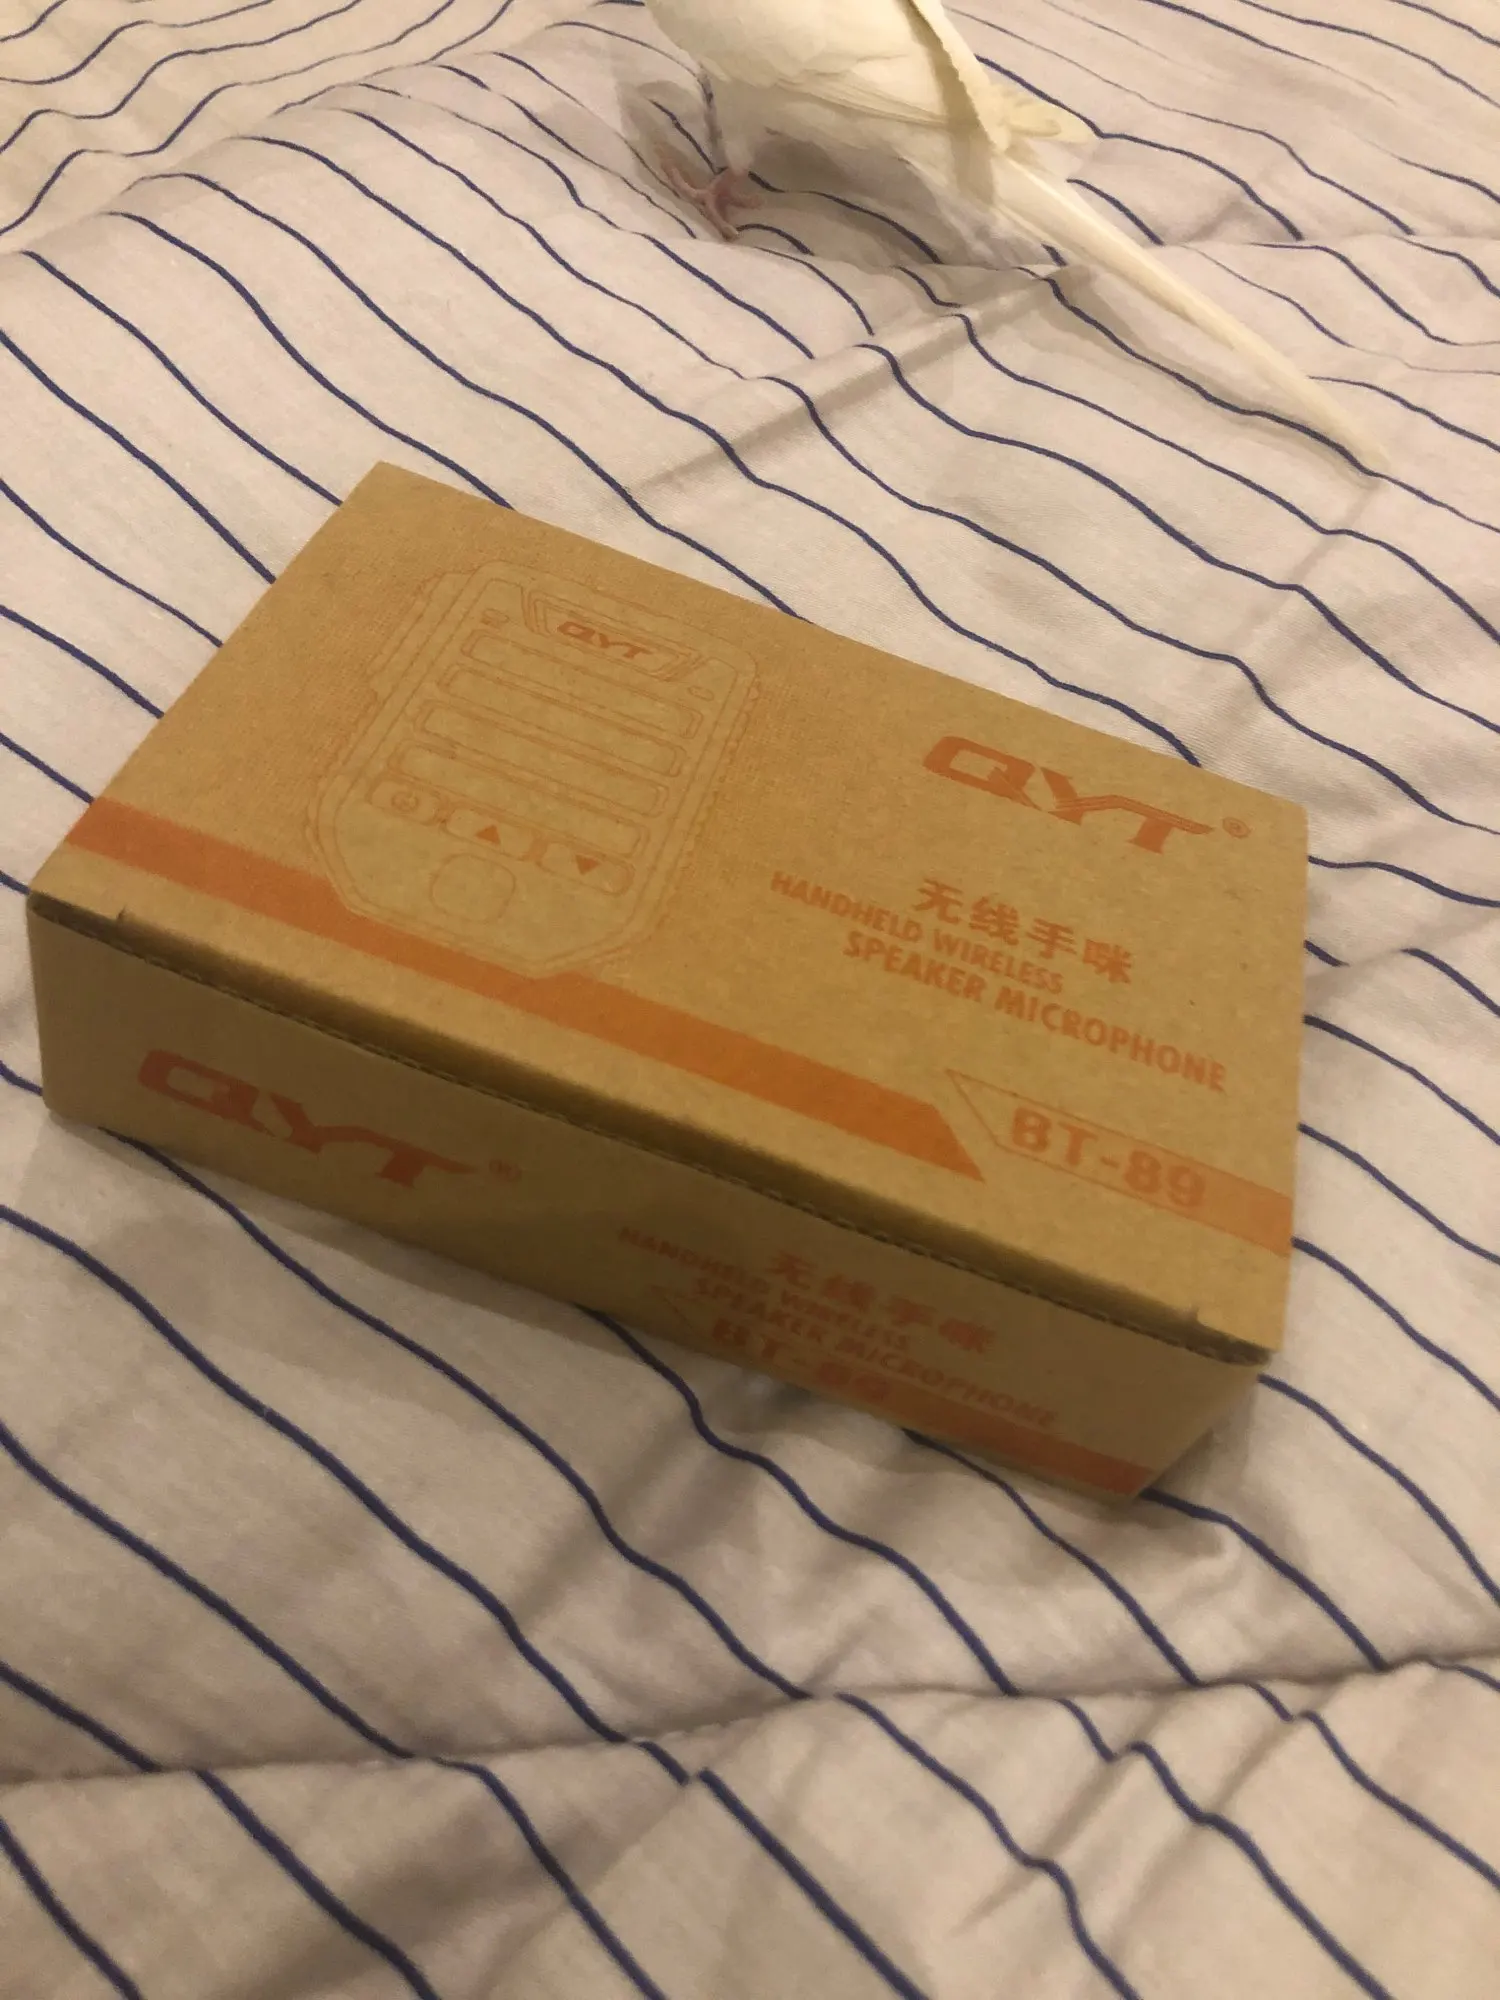 QYT
QYT®
无线手咪
HANDHELD WIRELESS
SPEAKER MICROPHONE
BT-89
QYT®
无线手咪
HANDHELD WIRELESS
SPEAKER MICROPHONE
BT-89